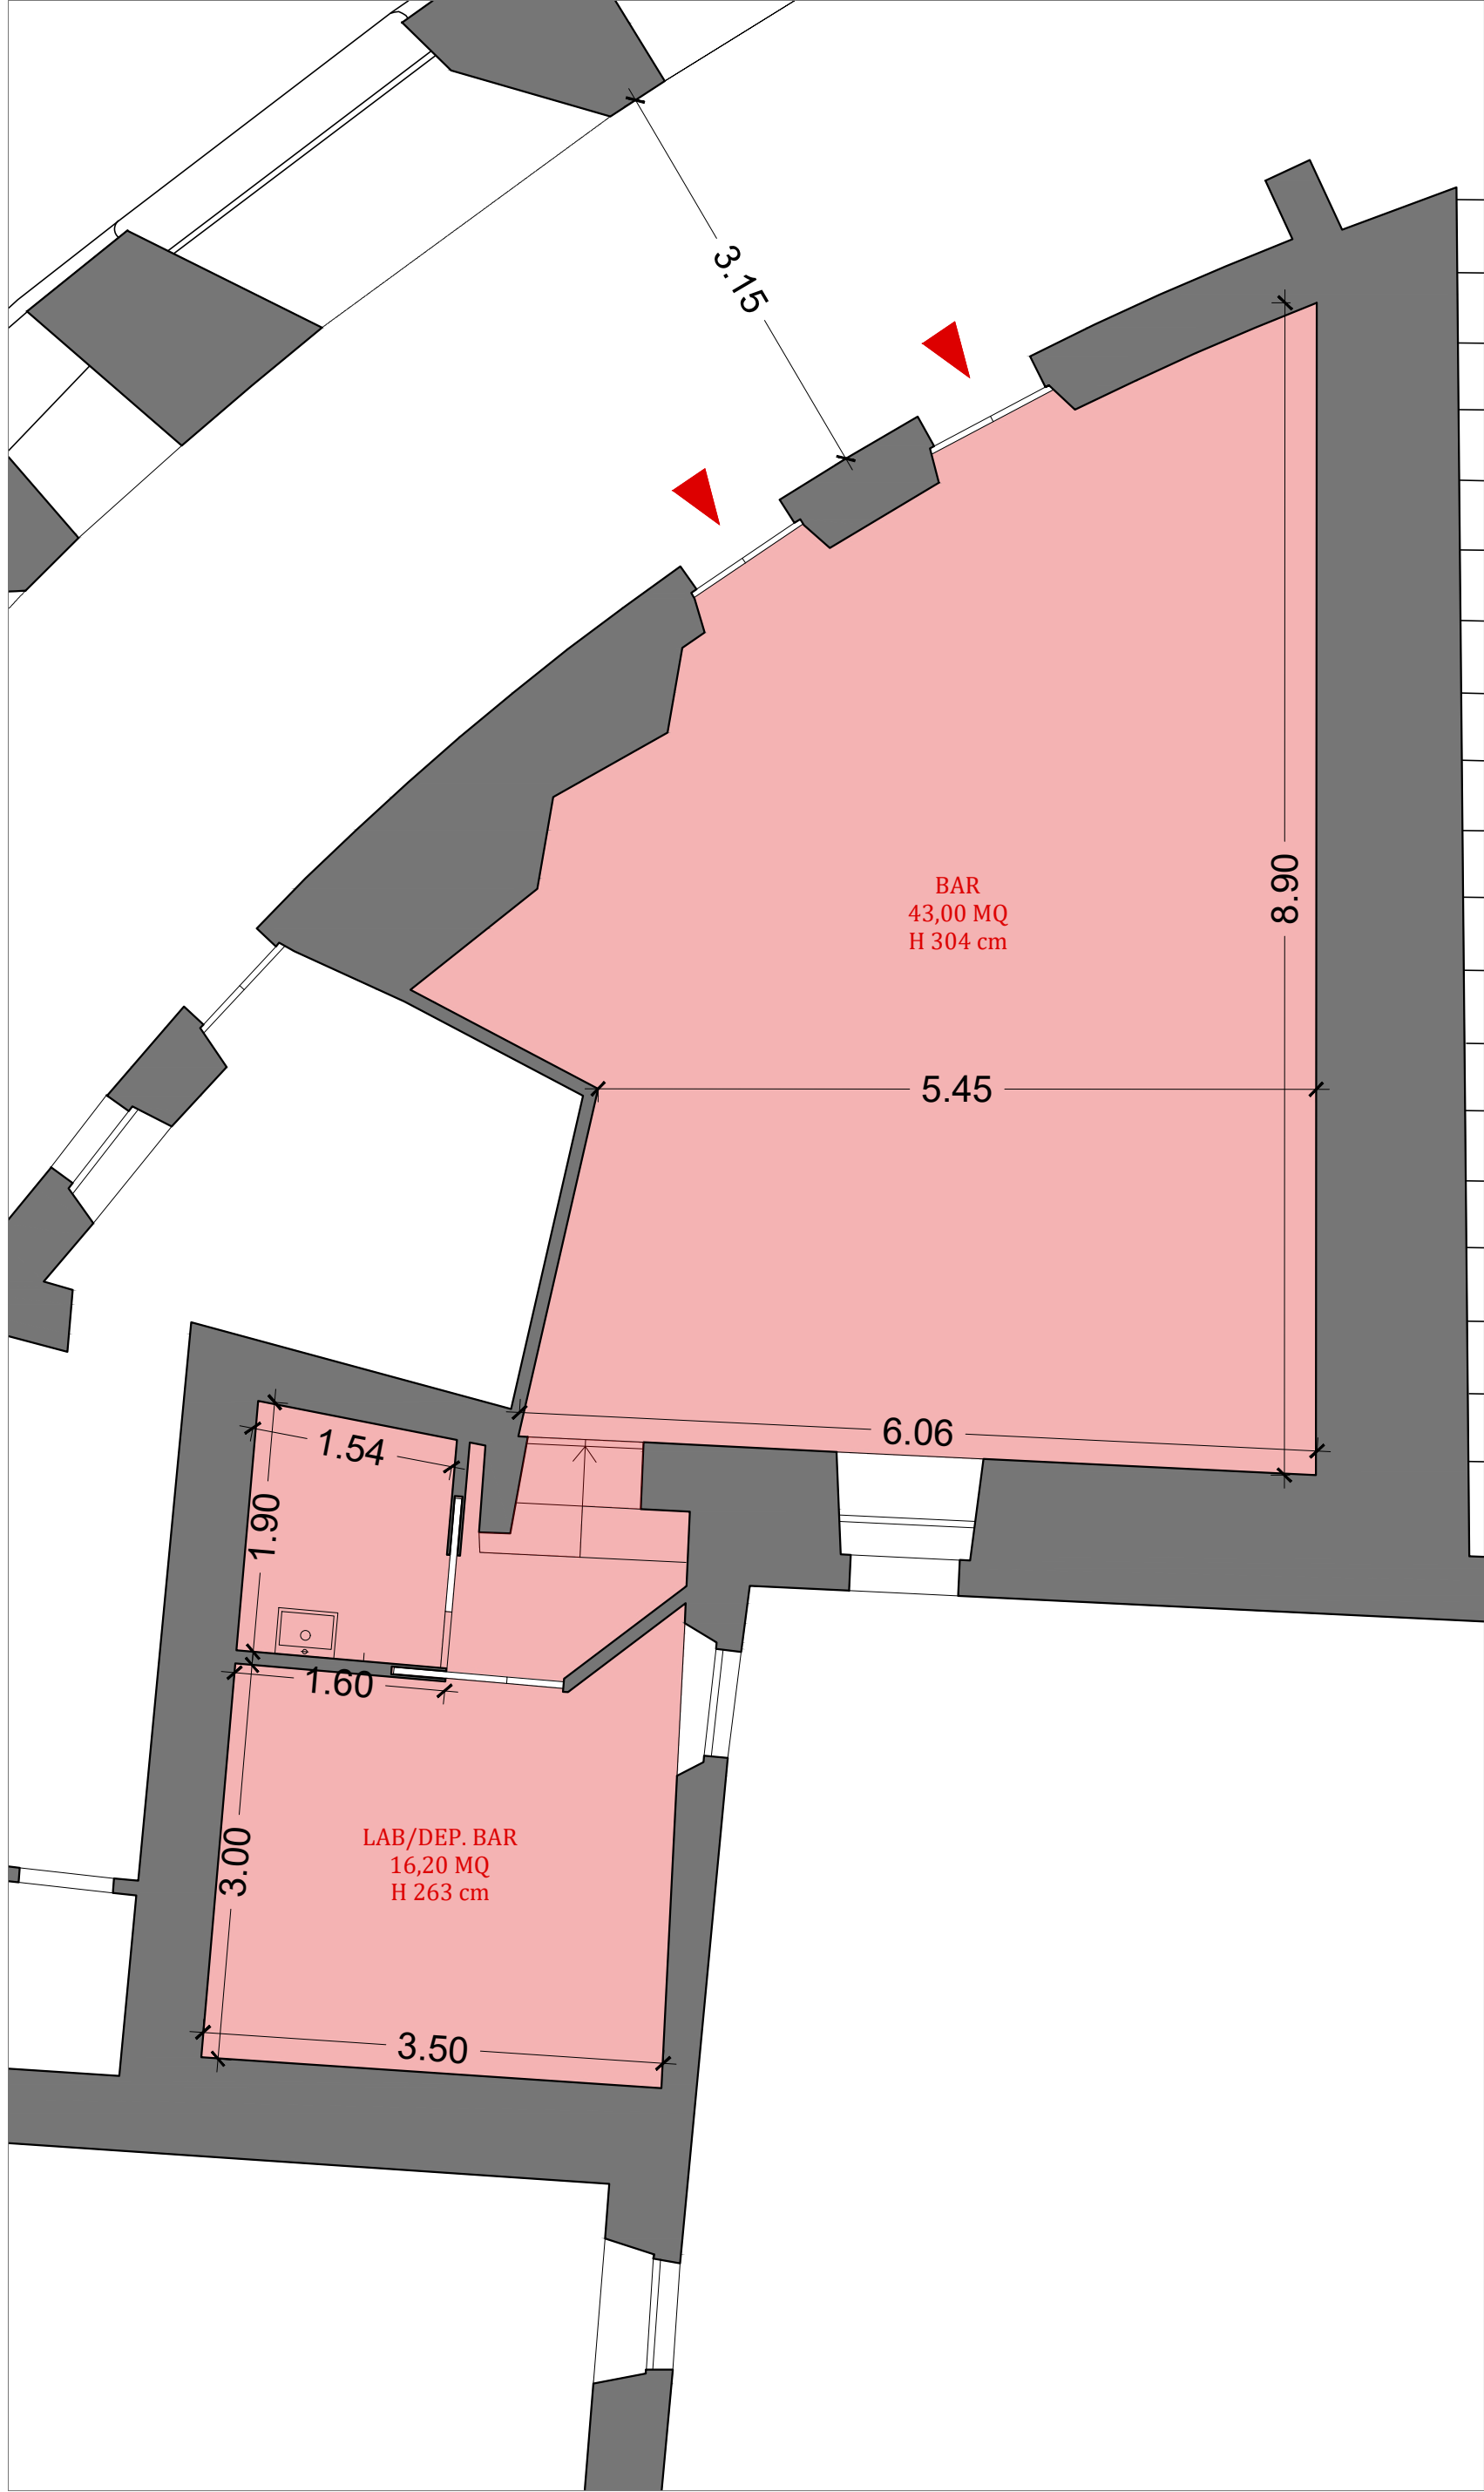 3.15
BAR
43,00 MQ
H 304 cm
8.90
5.45
6.06
1.54
1.90
1.60
LAB/DEP. BAR
16,20 MQ
H 263 cm
3.00
3.50